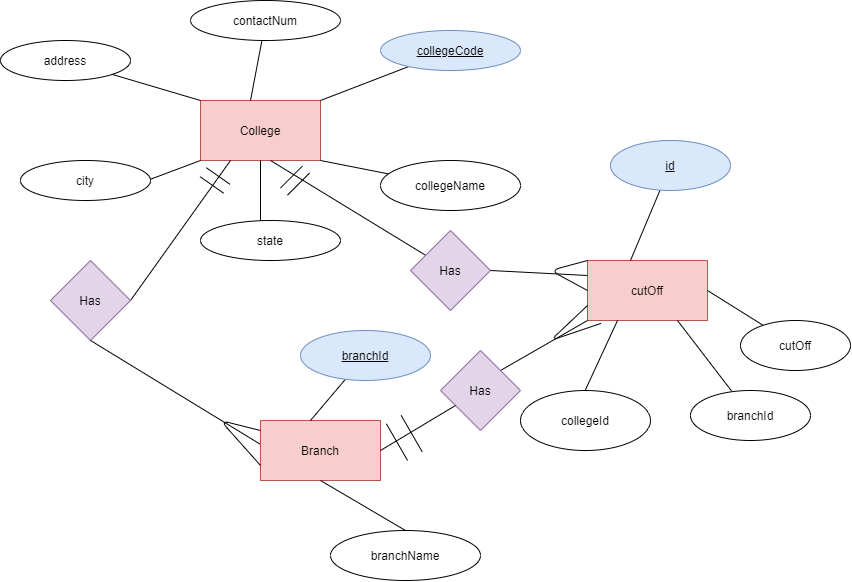 contactNum
collegeCode
address
College
id
city
collegeName
state
Has
Has
cutOff
cutOff
branchId
Has
branchId
collegeId
Branch
branchName